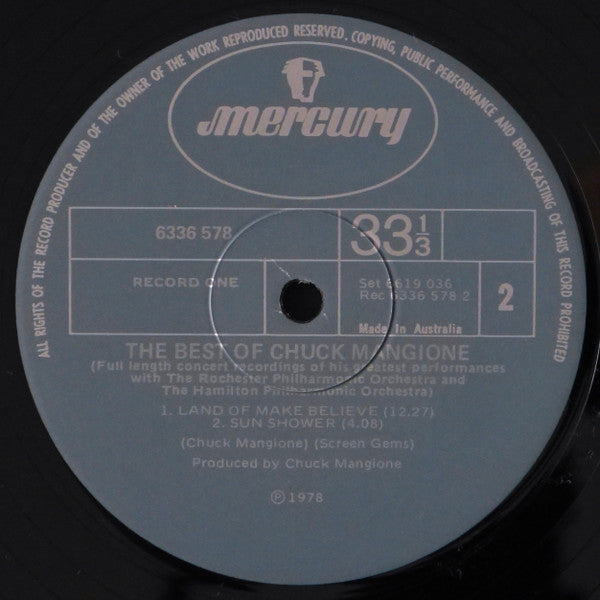 ALL RIGHTS OF THE RECORD PRODUCER AND OF THE OWNER OF THE WORK REPRODUCED RESERVED. COPYING, PUBLIC PERFORMANCE AND BROADCASTING OF THIS RECORD PROHIBITED
mercury
6336 578
33 1/3
RECORD ONE
Set 6619 036
Rec 6336 578 2
2
Made In Australia
THE BEST OF CHUCK MANGIONE
(Full length concert recordings of his greatest performances
with The Rochester Philharmonic Orchestra and
The Hamilton Philharmonic Orchestra)
1. LAND OF MAKE BELIEVE (12.27)
2. SUN SHOWER (4.08)
(Chuck Mangione) (Screen Gems)
Produced by Chuck Mangione
℗ 1978